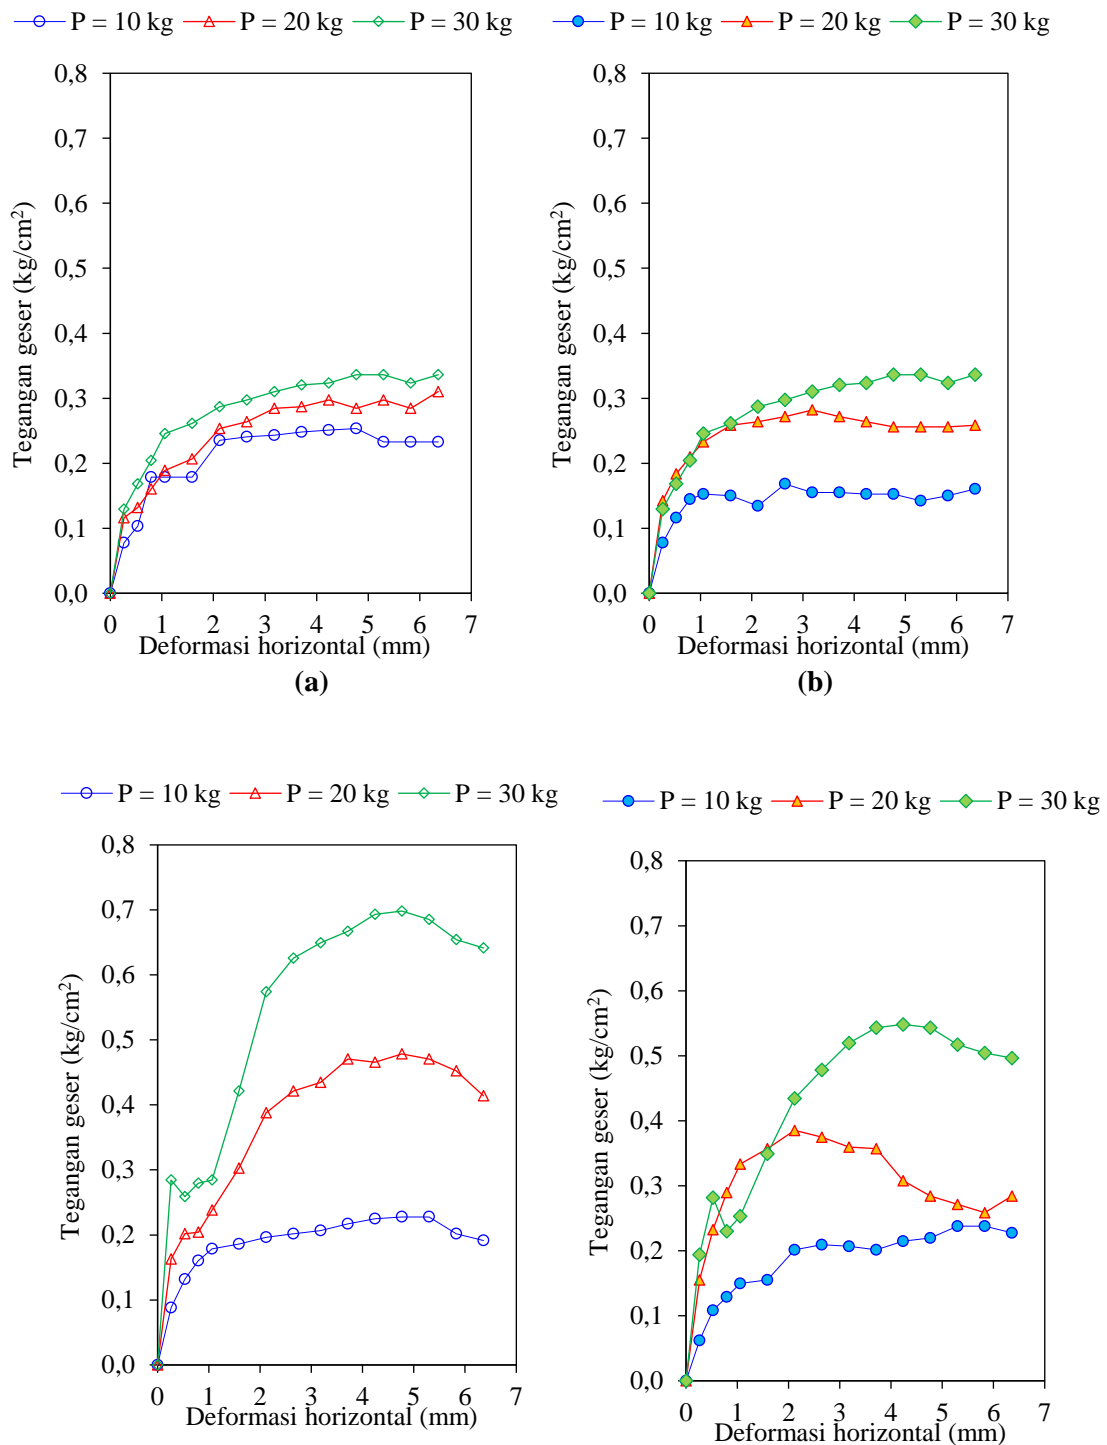 P = 10 kg P = 20 kg P = 30 kg
P = 10 kg P = 20 kg P = 30 kg
0,8
0,7
0,6
0,5
0,4
0,3
0,2
0,1
0,0
Tegangan geser (kg/cm²)
0 1 2 3 4 5 6 7
Deformasi horizontal (mm)
(a)
0,8
0,7
0,6
0,5
0,4
0,3
0,2
0,1
0,0
Tegangan geser (kg/cm²)
0 1 2 3 4 5 6 7
Deformasi horizontal (mm)
(b)
P = 10 kg P = 20 kg P = 30 kg
0,8
0,7
0,6
0,5
0,4
0,3
0,2
0,1
0,0
Tegangan geser (kg/cm²)
0 1 2 3 4 5 6 7
Deformasi horizontal (mm)
P = 10 kg P = 20 kg P = 30 kg
0,8
0,7
0,6
0,5
0,4
0,3
0,2
0,1
0,0
Tegangan geser (kg/cm²)
0 1 2 3 4 5 6 7
Deformasi horizontal (mm)